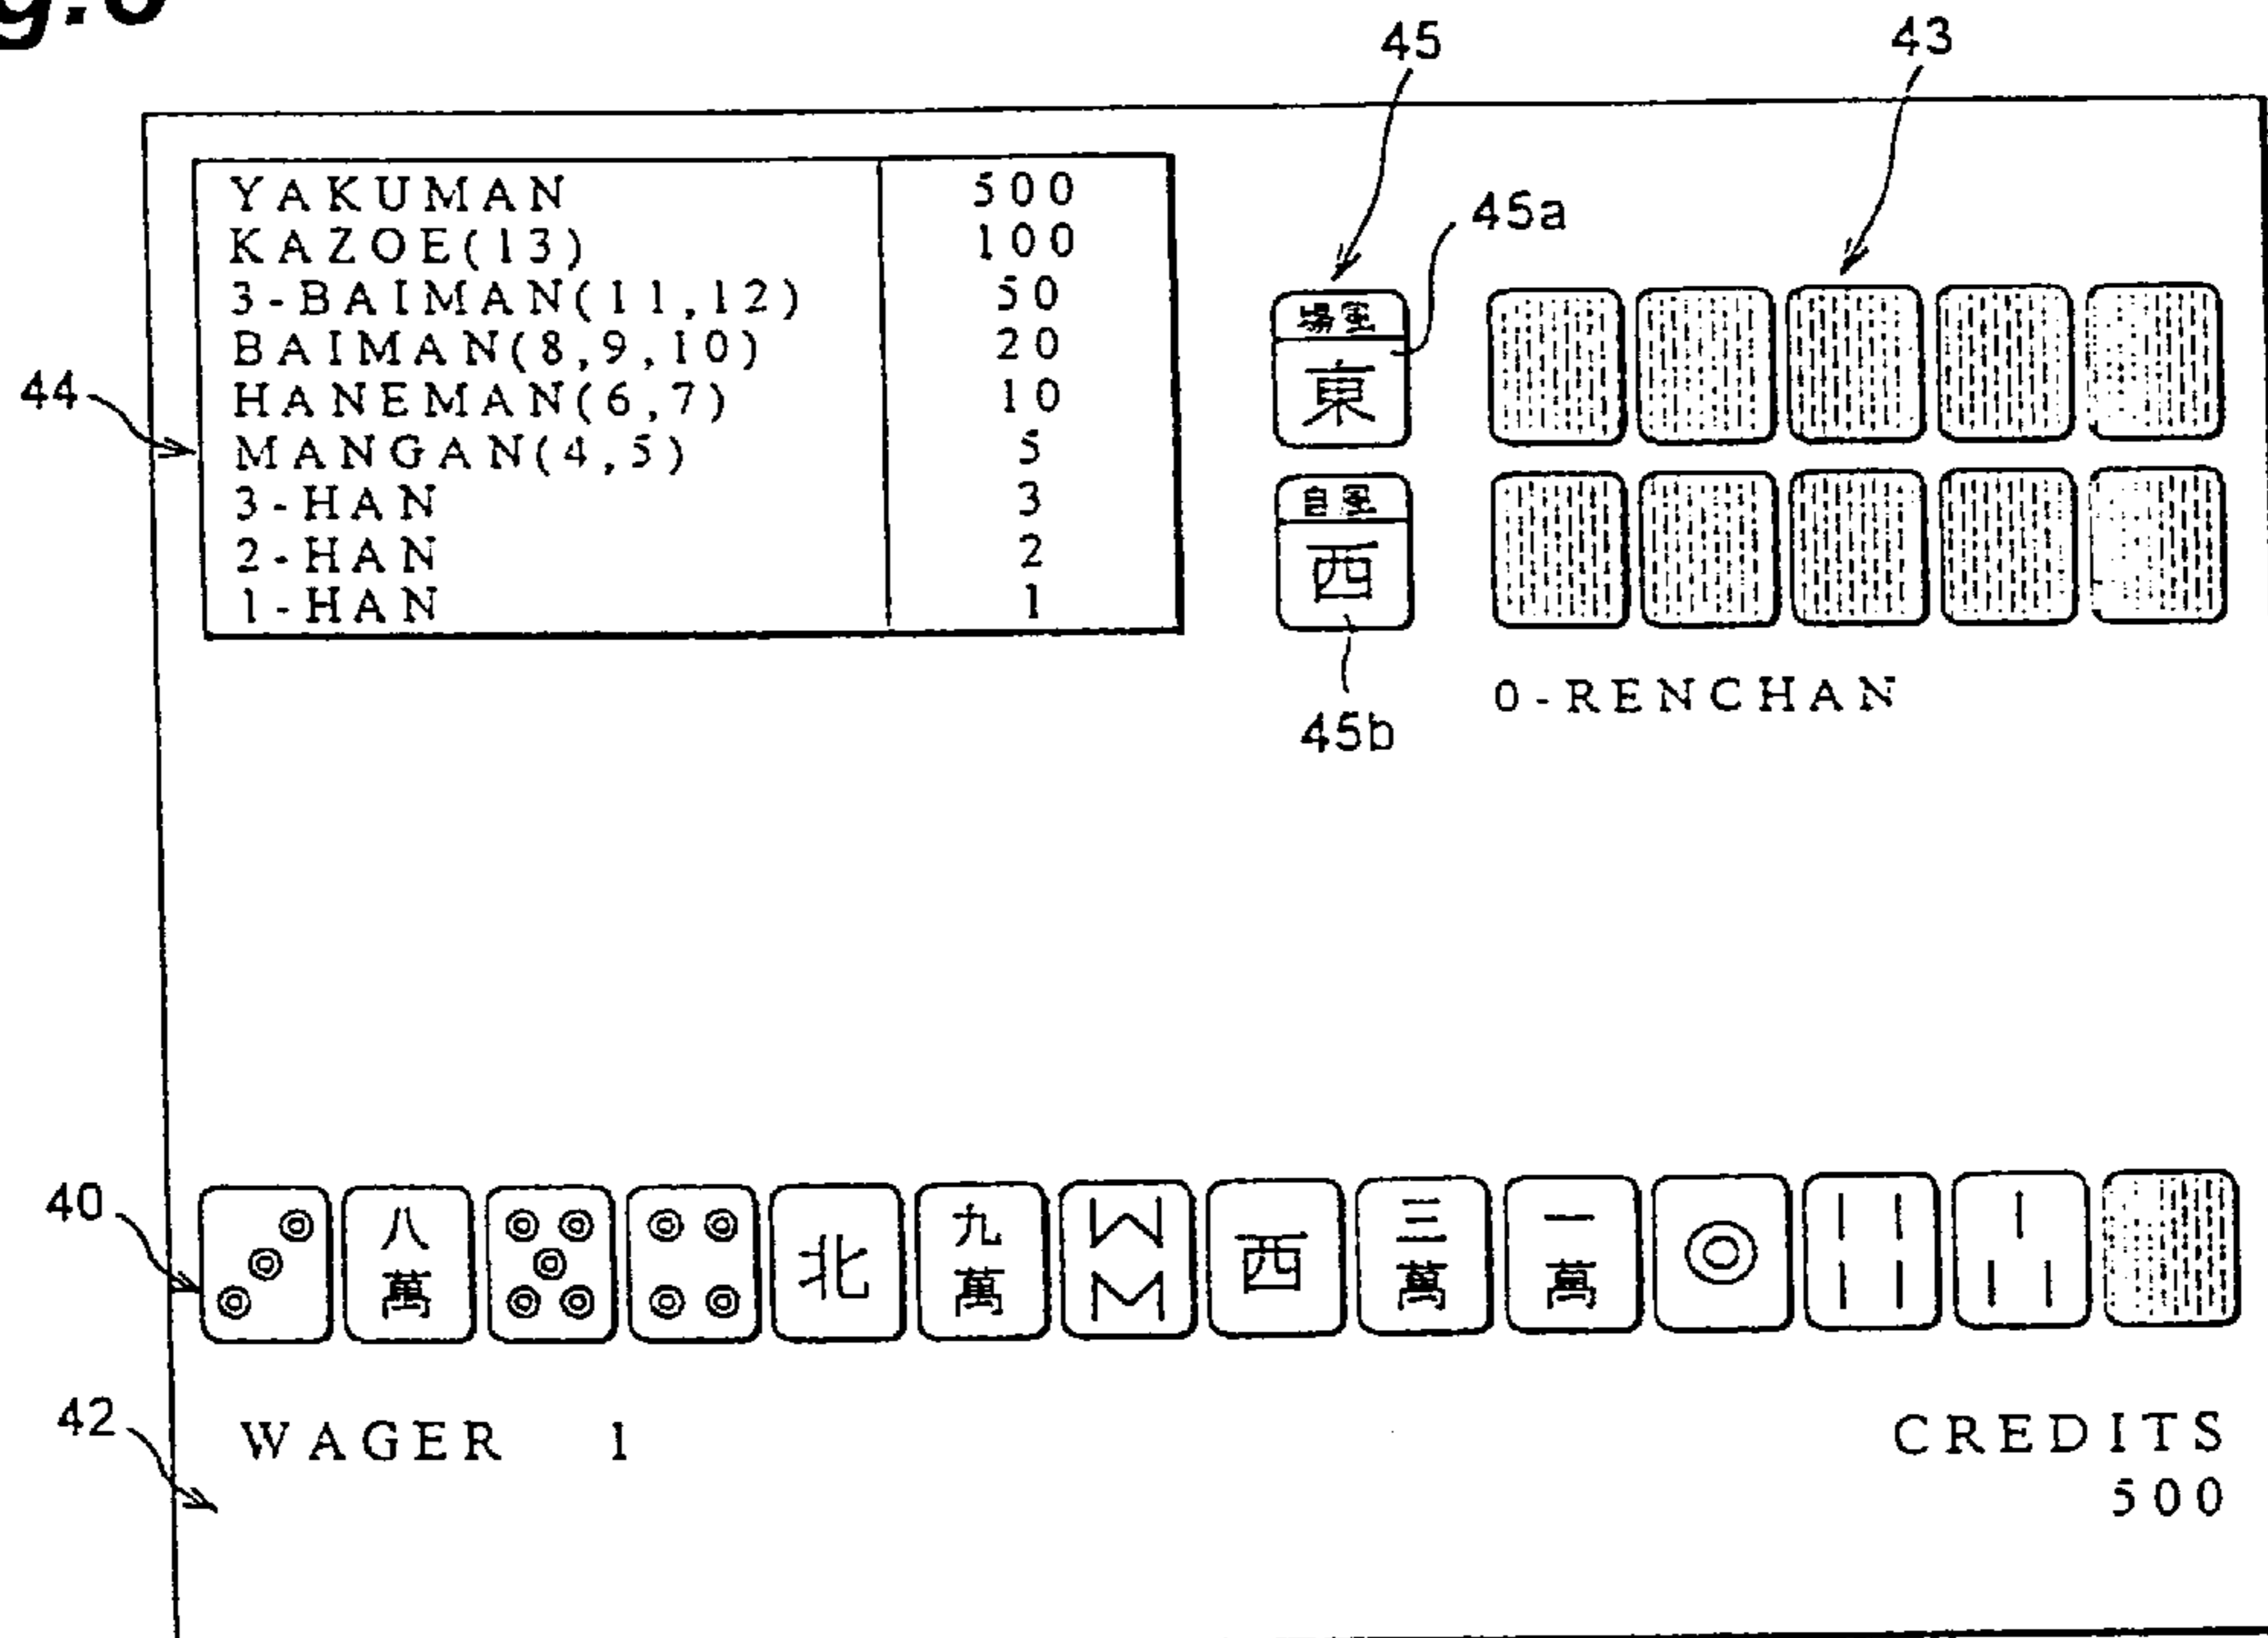 g.8
45 43
YAKUMAN 500
KAZOE(13) 100
3-BAIMAN(11,12) 50
BAIMAN(8,9,10) 20
HANEMAN(6,7) 10
MANGAN(4,5) 5
3-HAN 3
2-HAN 2
1-HAN 1
44
45a
場風
東
自風
西
45b
0-RENCHAN
40
八萬
北
九萬
西
三萬
一萬
42
WAGER 1
CREDITS
500